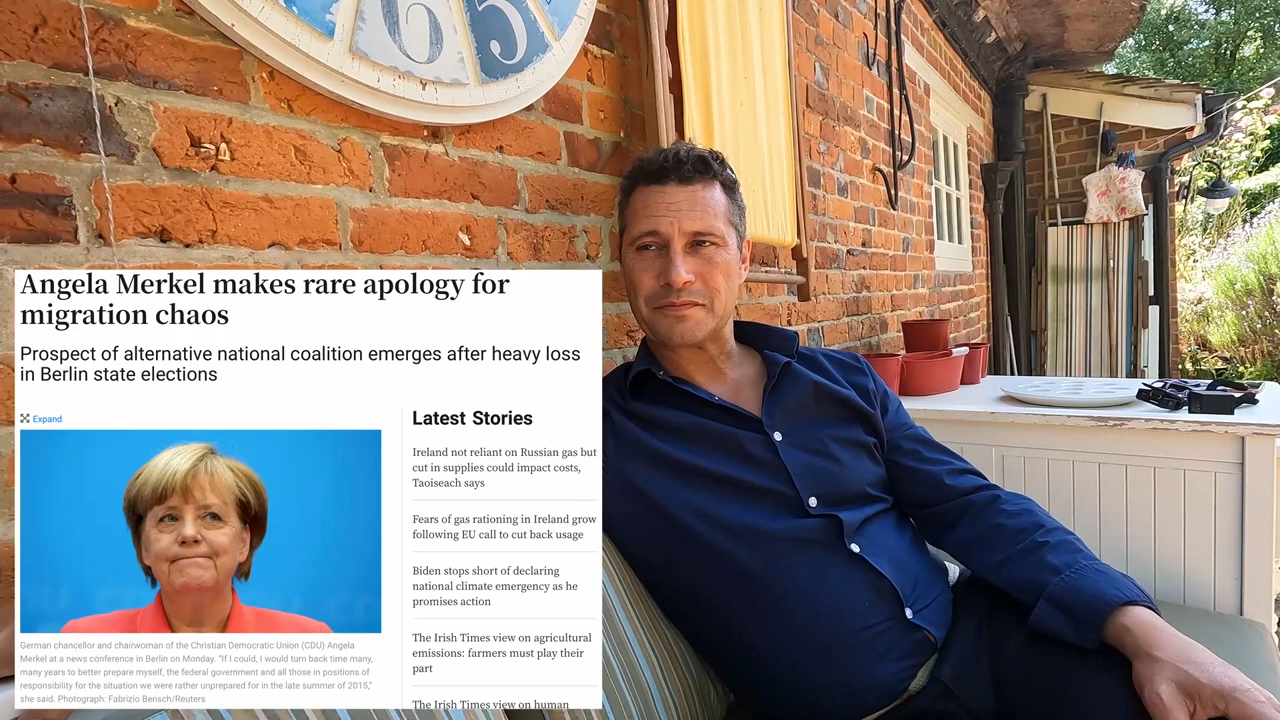 6 5
Angela Merkel makes rare apology for
migration chaos
Prospect of alternative national coalition emerges after heavy loss
in Berlin state elections
Expand
Latest Stories
Ireland not reliant on Russian gas but
cut in supplies could impact costs,
Taoiseach says
Fears of gas rationing in Ireland grow
following EU call to cut back usage
Biden stops short of declaring
national climate emergency as he
promises action
The Irish Times view on agricultural
emissions: farmers must play their
part
The Irish Times view on human
German chancellor and chairwoman of the Christian Democratic Union (CDU) Angela
Merkel at a news conference in Berlin on Monday. “If I could, I would turn back time many,
many years to better prepare myself, the federal government and all those in positions of
responsibility for the situation we were rather unprepared for in the late summer of 2015,”
she said. Photograph: Fabrizio Bensch/Reuters